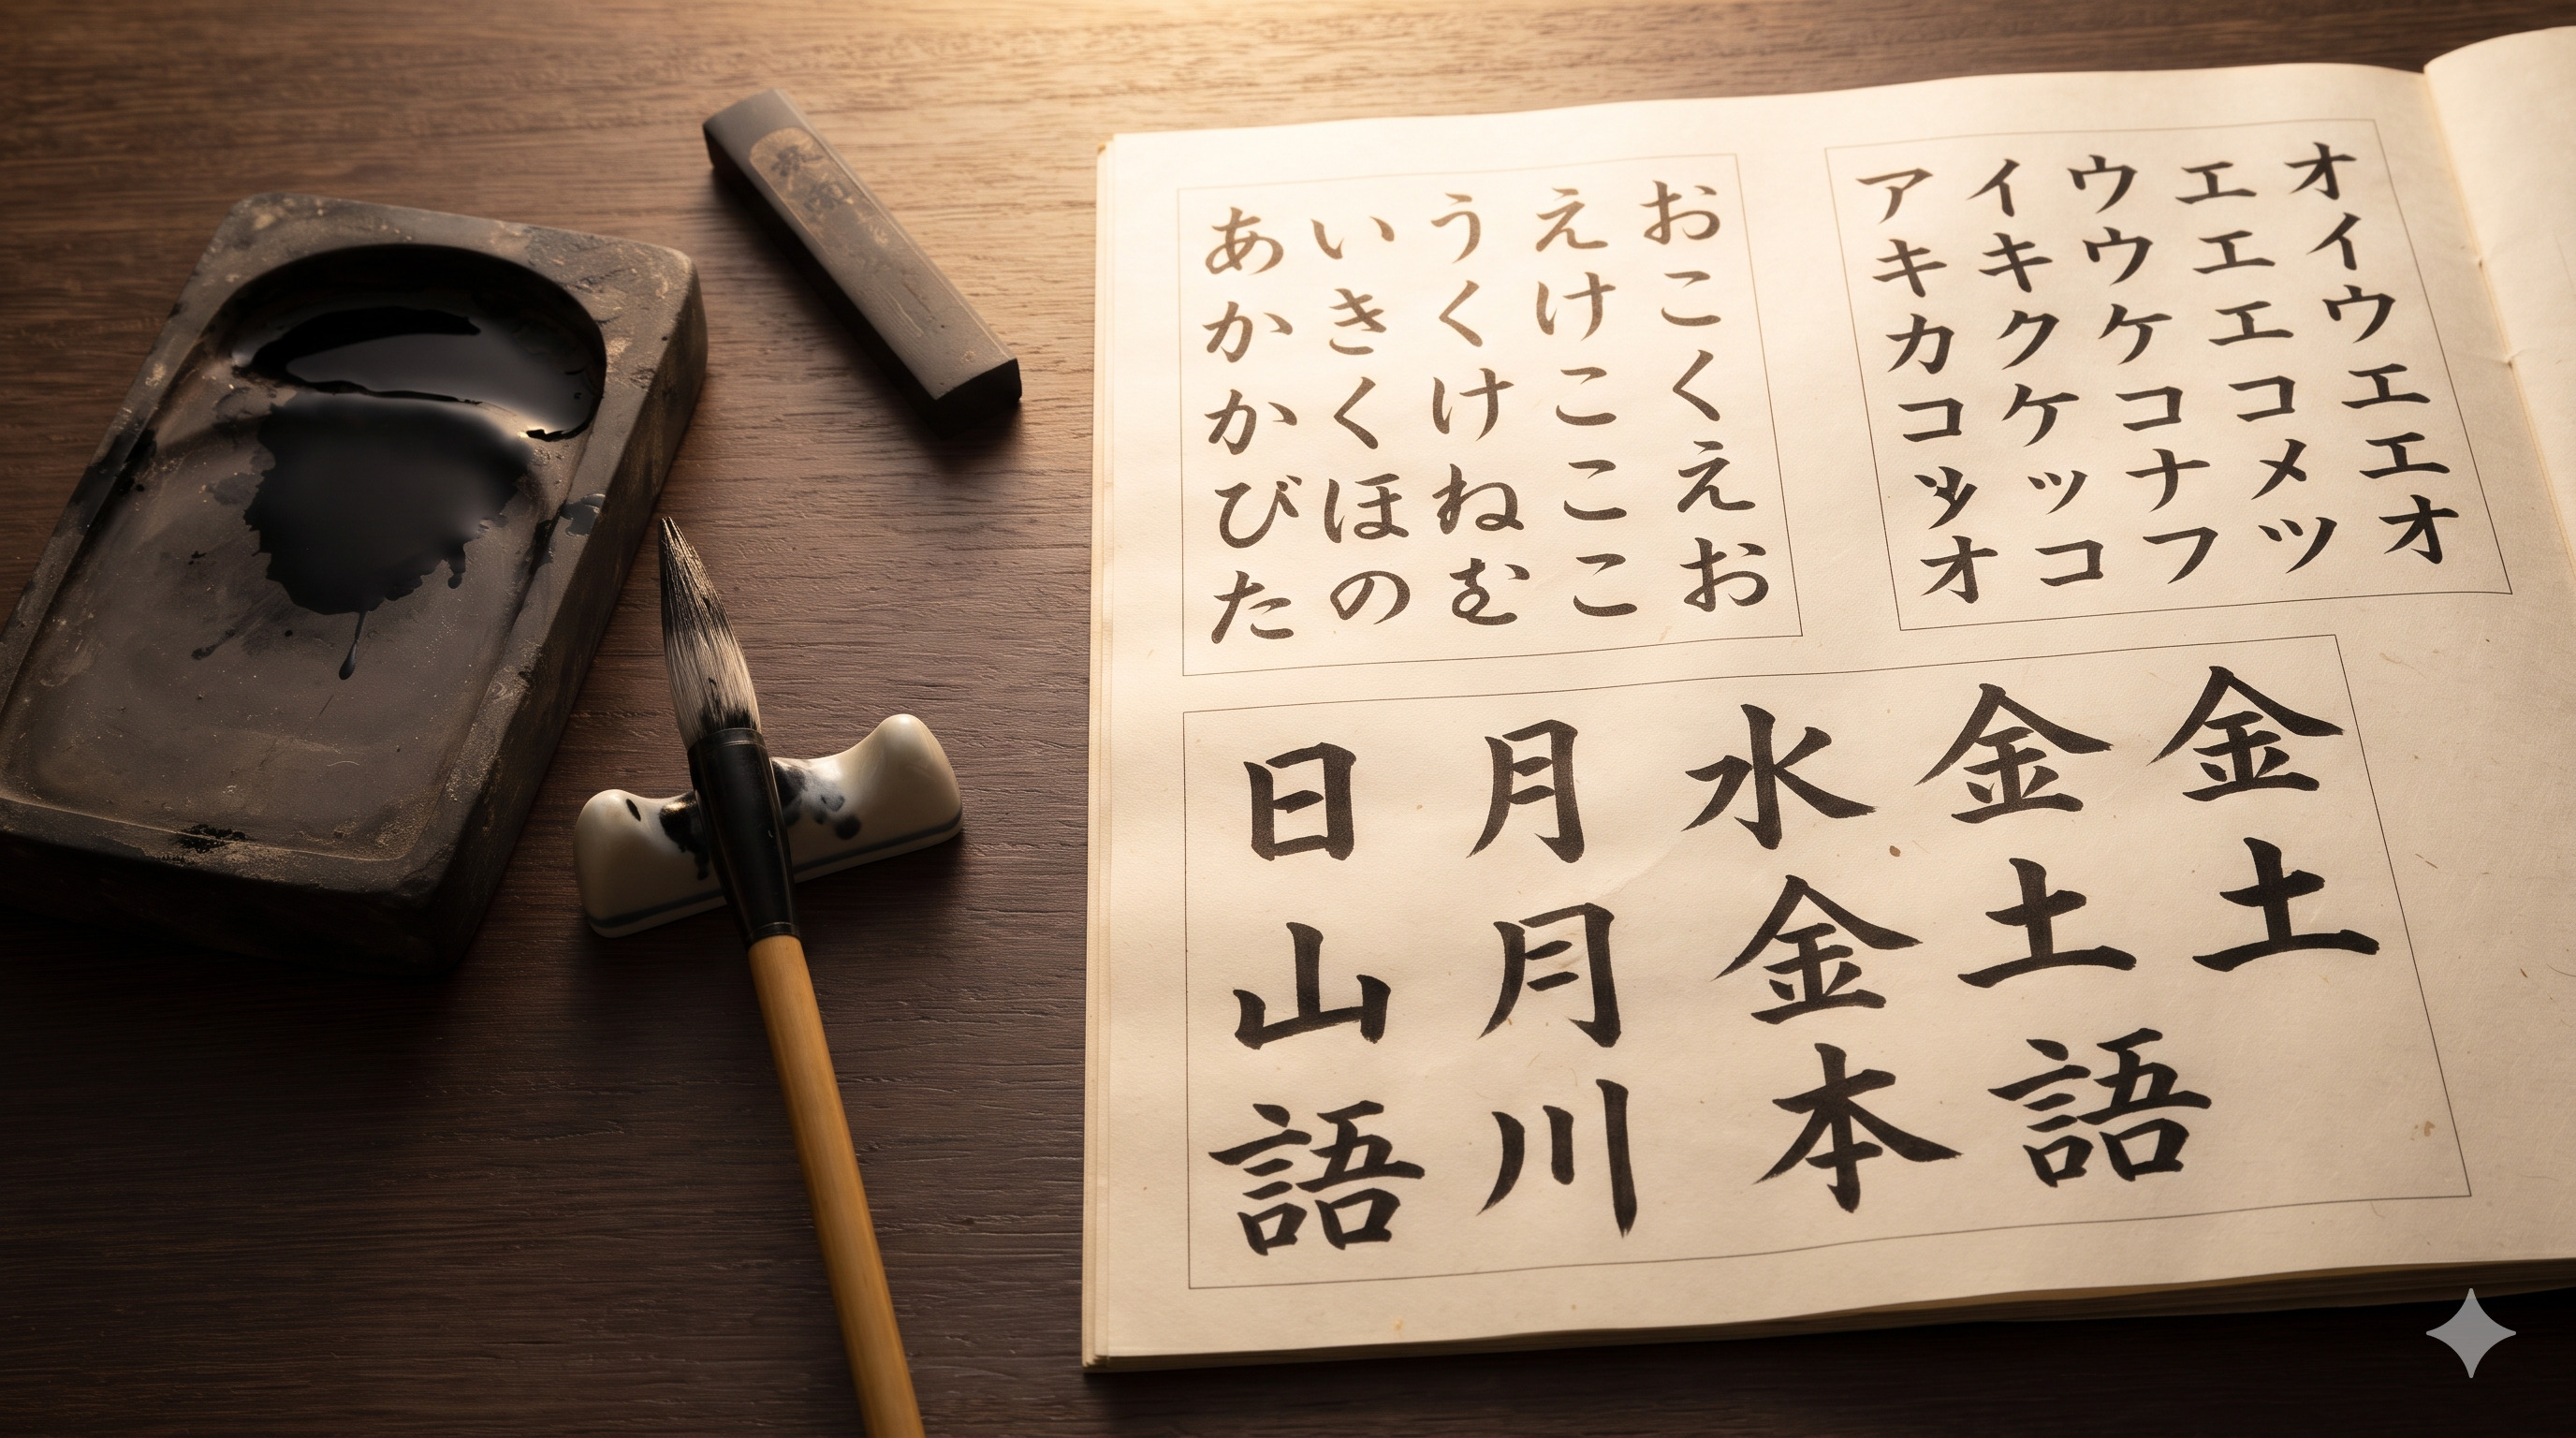 あ い う え お
か き く け こ
か く け こ く
び ほ ね こ え
た の む こ お
ア イ ウ エ オ
キ キ ウ エ イ
カ ク ケ エ ウ
コ ケ コ コ エ
ッ ナ メ エ
オ コ フ ツ オ
日 月 水 金 金
山 月 金 土 土
語 川 本 語